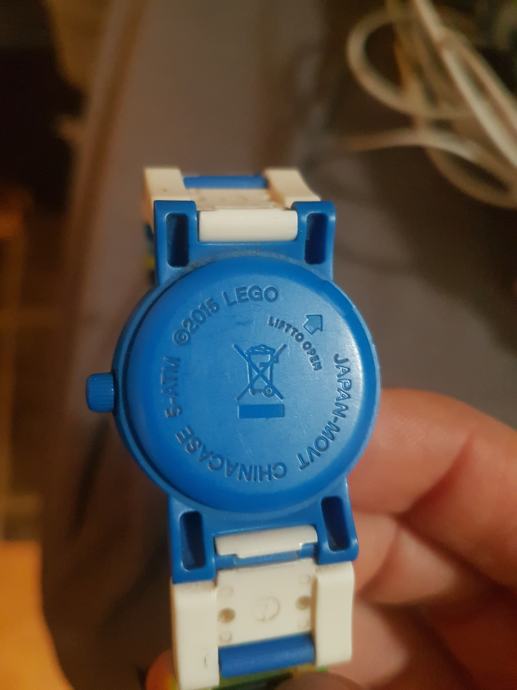 ©2015 LEGO
LIFT TO OPEN
JAPAN-MOVT
CHINACASE 5-ATM